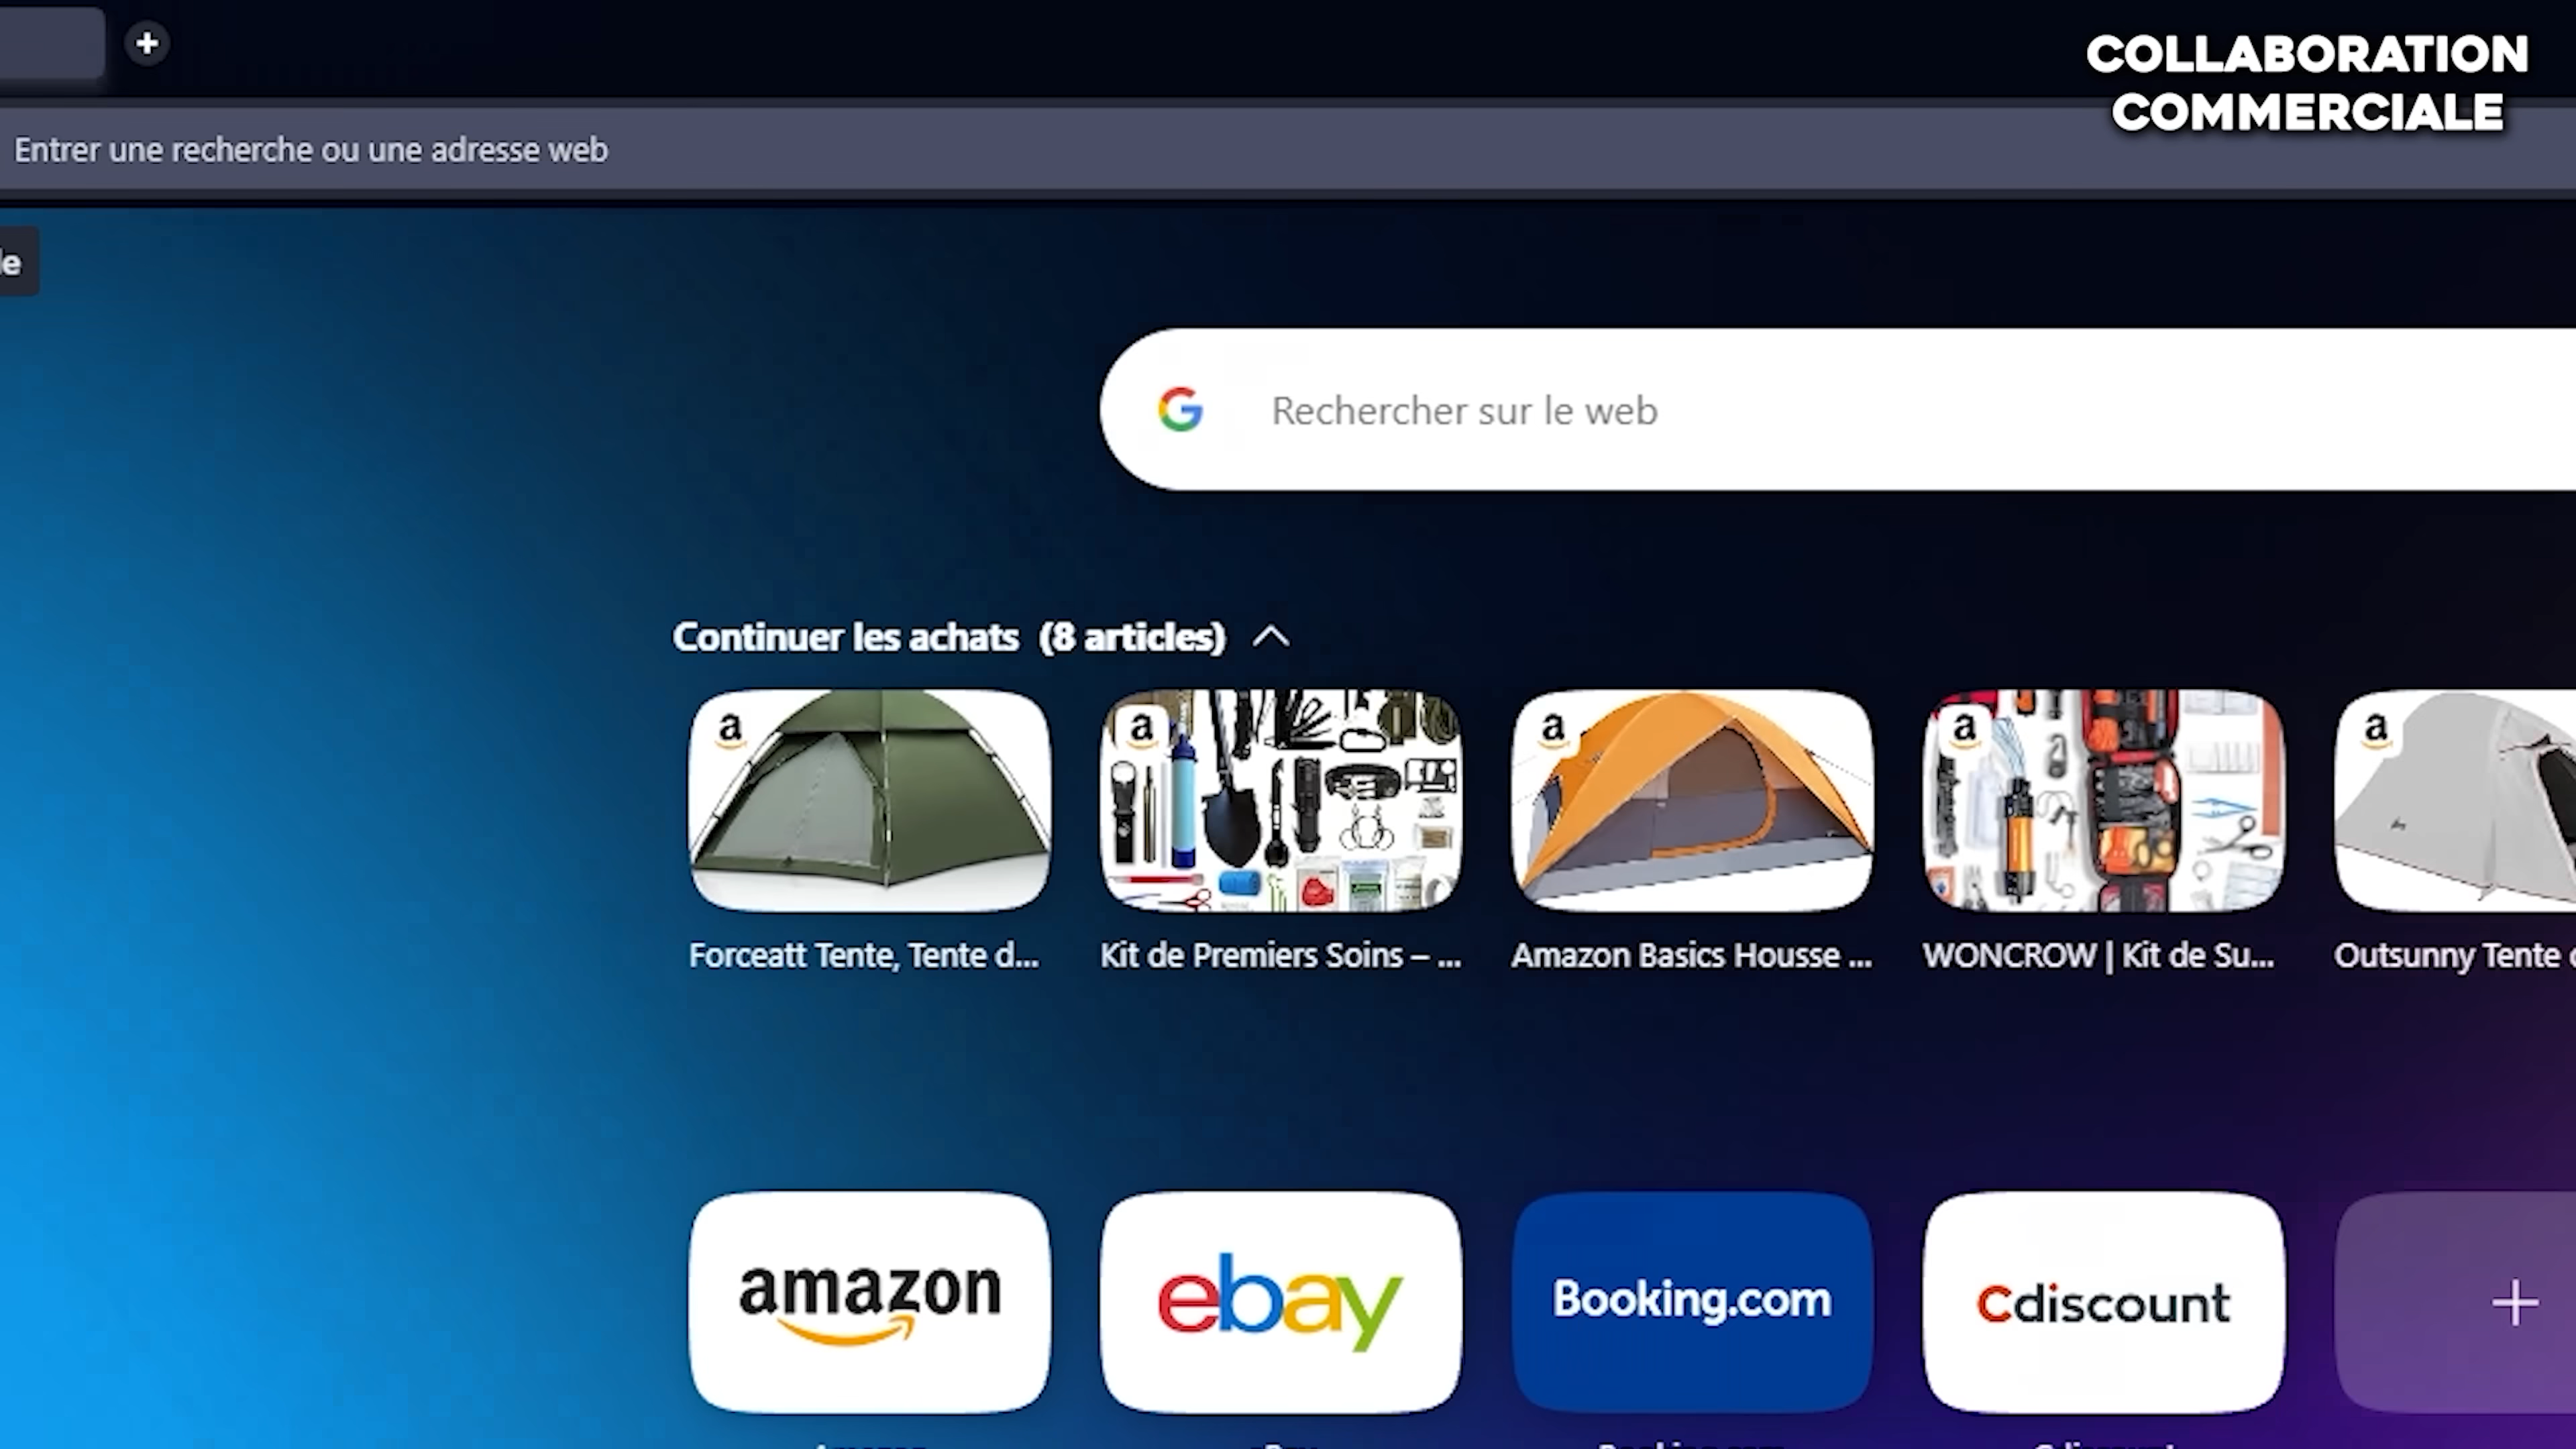 COLLABORATION
COMMERCIALE
Entrer une recherche ou une adresse web
le
Rechercher sur le web
Continuer les achats (8 articles)
a
a
a
a
a
Forceatt Tente, Tente d...
Kit de Premiers Soins – ...
Amazon Basics Housse ...
WONCROW | Kit de Su...
Outsunny Tente
amazon
ebay
Booking.com
Cdiscount